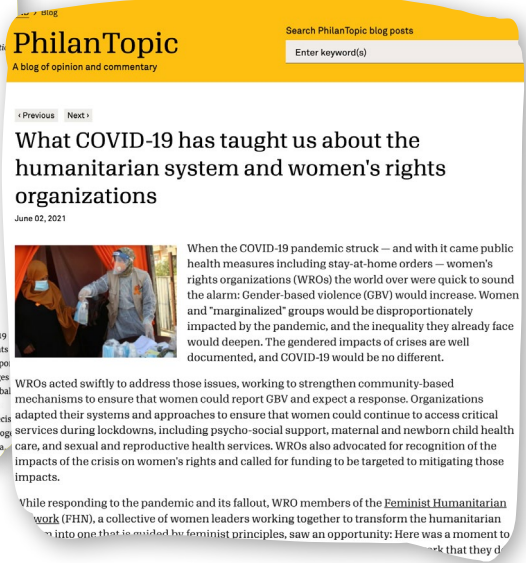 Blog
PhilanTopic
A blog of opinion and commentary
Search PhilanTopic blog posts
Enter keyword(s)
‹ Previous Next ›
What COVID-19 has taught us about the
humanitarian system and women's rights
organizations
June 02, 2021
When the COVID-19 pandemic struck — and with it came public
health measures including stay-at-home orders — women's
rights organizations (WROs) the world over were quick to sound
the alarm: Gender-based violence (GBV) would increase. Women
and "marginalized" groups would be disproportionately
impacted by the pandemic, and the inequality they already face
would deepen. The gendered impacts of crises are well
documented, and COVID-19 would be no different.
WROs acted swiftly to address those issues, working to strengthen community-based
mechanisms to ensure that women could report GBV and expect a response. Organizations
adapted their systems and approaches to ensure that women could continue to access critical
services during lockdowns, including psycho-social support, maternal and newborn child health
care, and sexual and reproductive health services. WROs also advocated for recognition of the
impacts of the crisis on women's rights and called for funding to be targeted to mitigating those
impacts.
While responding to the pandemic and its fallout, WRO members of the Feminist Humanitarian
(FHN), a collective of women leaders working together to transform the humanitarian
into one that is guided by feminist principles, saw an opportunity: Here was a moment to
that they